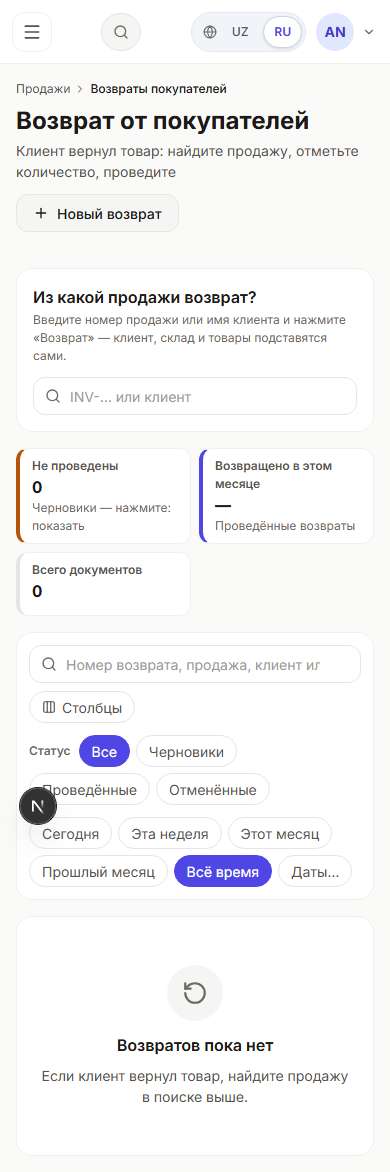 UZ
RU
AN
Продажи > Возвраты покупателей
Возврат от покупателей
Клиент вернул товар: найдите продажу, отметьте
количество, проведите
+ Новый возврат
Из какой продажи возврат?
Введите номер продажи или имя клиента и нажмите
«Возврат» — клиент, склад и товары подставятся
сами.
INV-... или клиент
Не проведены
0
Черновики — нажмите:
показать
Возвращено в этом
месяце
—
Проведённые возвраты
Всего документов
0
Номер возврата, продажа, клиент ил
Столбцы
Статус
Все
Черновики
Проведённые
Отменённые
N
Сегодня
Эта неделя
Этот месяц
Прошлый месяц
Всё время
Даты...
Возвратов пока нет
Если клиент вернул товар, найдите продажу
в поиске выше.